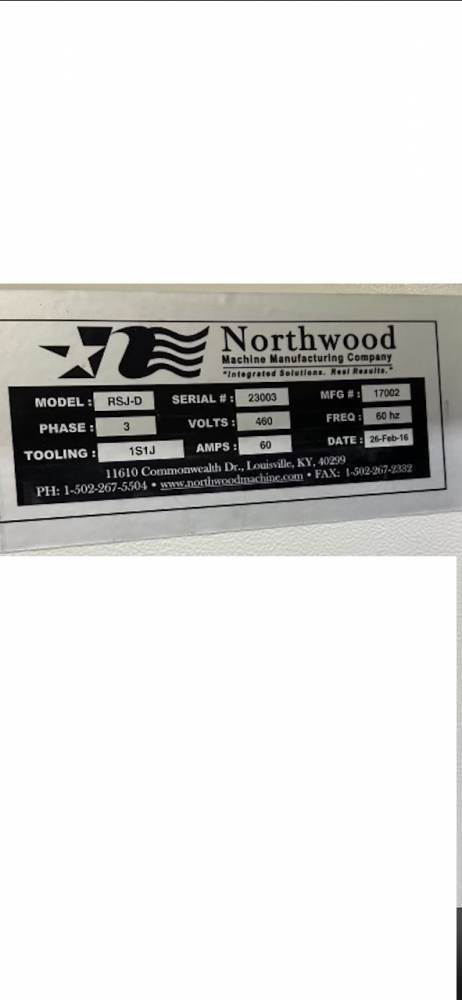 Northwood
Machine Manufacturing Company
"Integrated Solutions. Real Results."
MODEL : RSJ-D SERIAL # : 23003 MFG # : 17002
PHASE : 3 VOLTS : 460 FREQ : 60 hz
TOOLING : 1S1J AMPS : 60 DATE : 26-Feb-16
11610 Commonwealth Dr., Louisville, KY, 40299
PH: 1-502-267-5504 • www.northwoodmachine.com • FAX: 1-502-267-2332